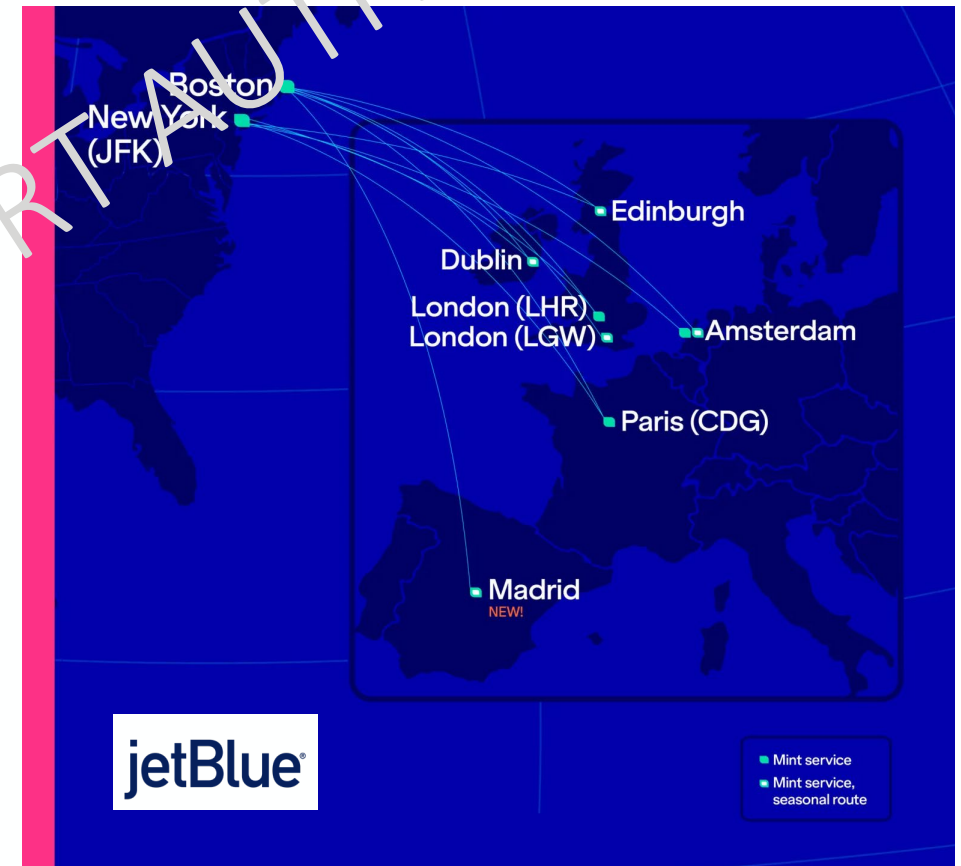 RTAUT
Boston
New York
(JFK)
Edinburgh
Dublin
London (LHR)
London (LGW)
Amsterdam
Paris (CDG)
Madrid
NEW!
jetBlue®
Mint service
Mint service,
seasonal route